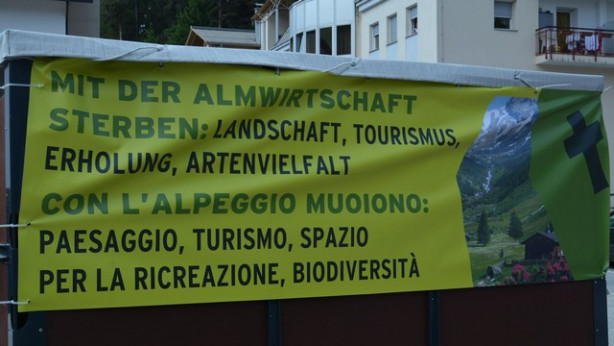 MIT DER ALMWIRTSCHAFT
STERBEN: LANDSCHAFT, TOURISMUS,
ERHOLUNG, ARTENVIELFALT
CON L'ALPEGGIO MUOIONO:
PAESAGGIO, TURISMO, SPAZIO
PER LA RICREAZIONE, BIODIVERSITÀ